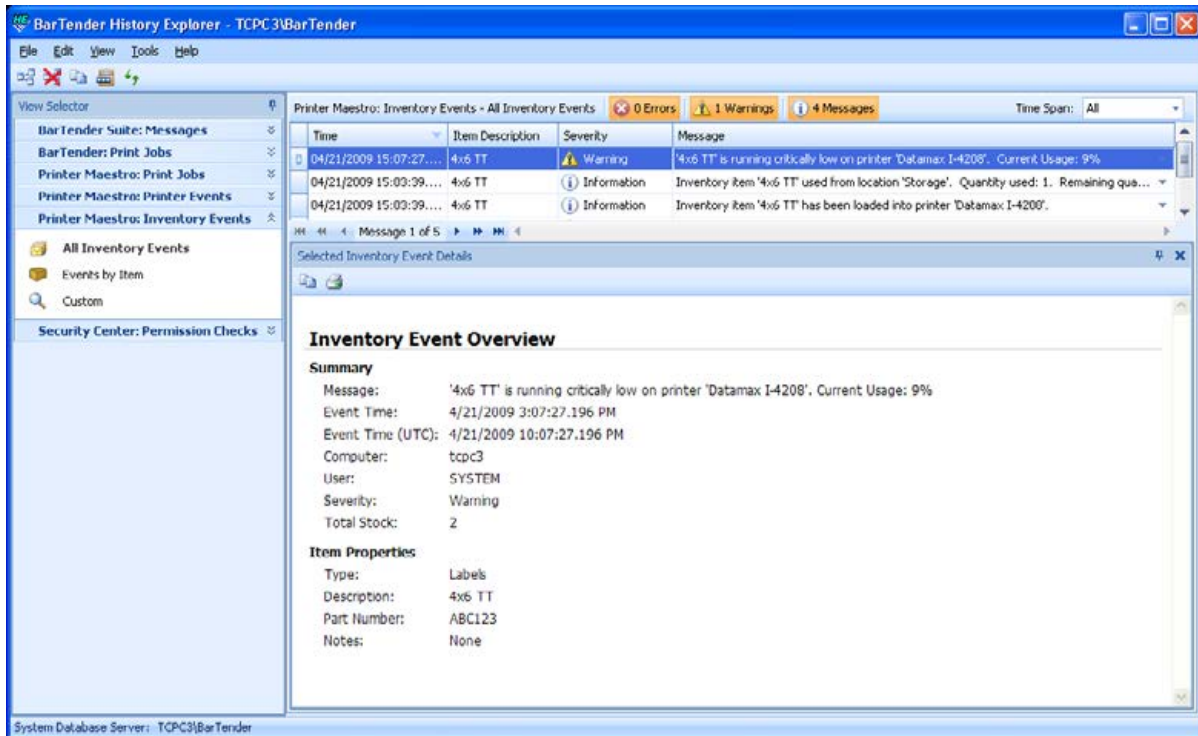 BarTender History Explorer - TCPC3\BarTender
File Edit View Tools Help
View Selector
BarTender Suite: Messages
BarTender: Print Jobs
Printer Maestro: Print Jobs
Printer Maestro: Printer Events
Printer Maestro: Inventory Events
All Inventory Events
Events by Item
Custom
Security Center: Permission Checks
Printer Maestro: Inventory Events - All Inventory Events 0 Errors 1 Warnings 4 Messages Time Span: All
Time Item Description Severity Message
04/21/2009 15:07:27.... 4x6 TT Warning '4x6 TT' is running critically low on printer 'Datamax I-4208'. Current Usage: 9%
04/21/2009 15:03:39.... 4x6 TT Information Inventory item '4x6 TT' used from location 'Storage'. Quantity used: 1. Remaining qua...
04/21/2009 15:03:39.... 4x6 TT Information Inventory item '4x6 TT' has been loaded into printer 'Datamax I-4208'.
Message 1 of 5
Selected Inventory Event Details
Inventory Event Overview
Summary
Message: '4x6 TT' is running critically low on printer 'Datamax I-4208'. Current Usage: 9%
Event Time: 4/21/2009 3:07:27.196 PM
Event Time (UTC): 4/21/2009 10:07:27.196 PM
Computer: tcpc3
User: SYSTEM
Severity: Warning
Total Stock: 2
Item Properties
Type: Labels
Description: 4x6 TT
Part Number: ABC123
Notes: None
System Database Server: TCPC3\BarTender